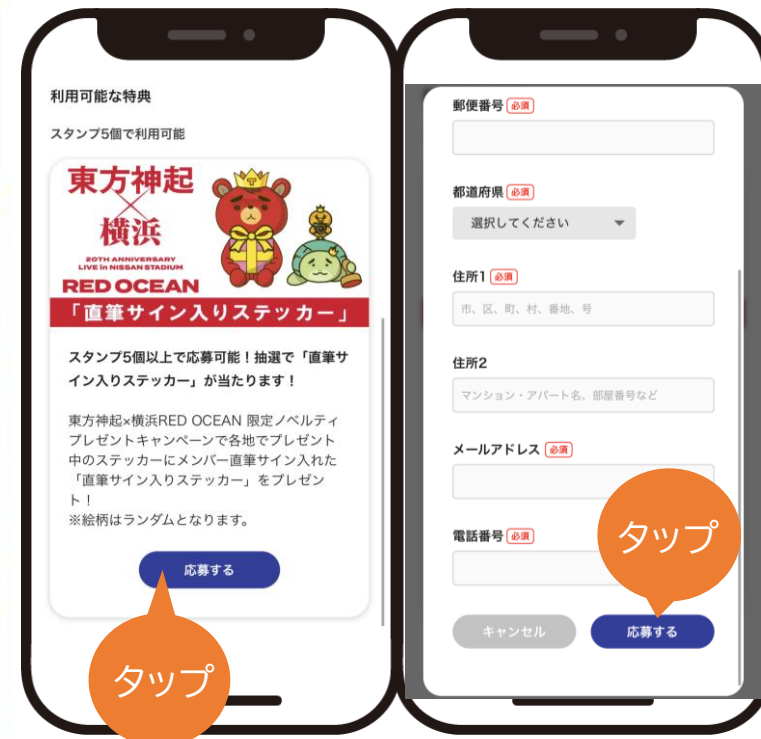 利用可能な特典
スタンプ5個で利用可能
東方神起
×
横浜
20TH ANNIVERSARY
LIVE in NISSAN STADIUM
RED OCEAN
「直筆サイン入りステッカー」
スタンプ5個以上で応募可能！抽選で「直筆サ
イン入りステッカー」が当たります！
東方神起×横浜RED OCEAN 限定ノベルティ
プレゼントキャンペーンで各地でプレゼント
中のステッカーにメンバー直筆サイン入れた
「直筆サイン入りステッカー」をプレゼン
ト！
※絵柄はランダムとなります。
応募する
タップ
郵便番号 必須
都道府県 必須
選択してください
住所1 必須
市、区、町、村、番地、号
住所2
マンション・アパート名、部屋番号など
メールアドレス 必須
電話番号 必須
タップ
キャンセル
応募する